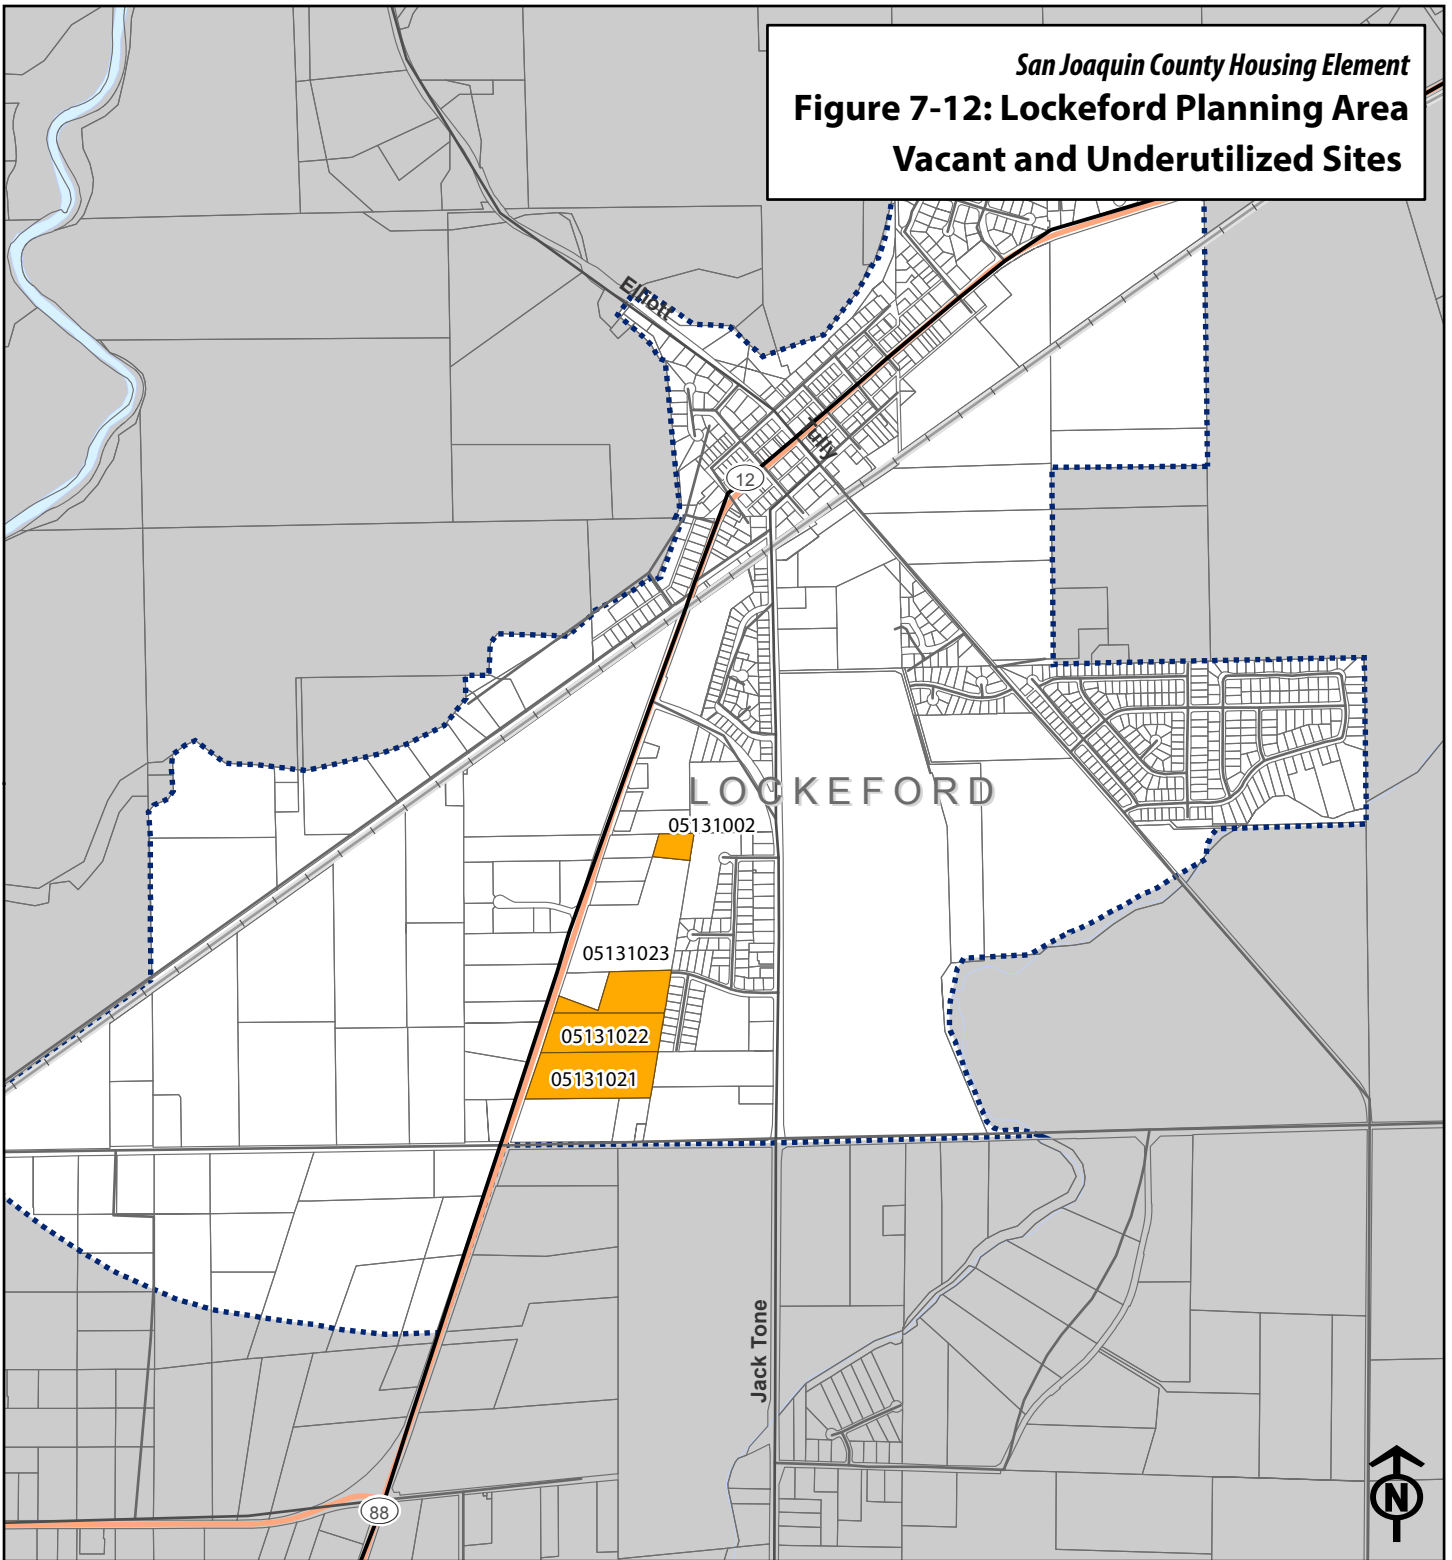 San Joaquin County Housing Element
Figure 7-12: Lockeford Planning Area
Vacant and Underutilized Sites
Elliott
Tully
12
LOCKEFORD
05131002
05131023
05131022
05131021
Jack Tone
88
N